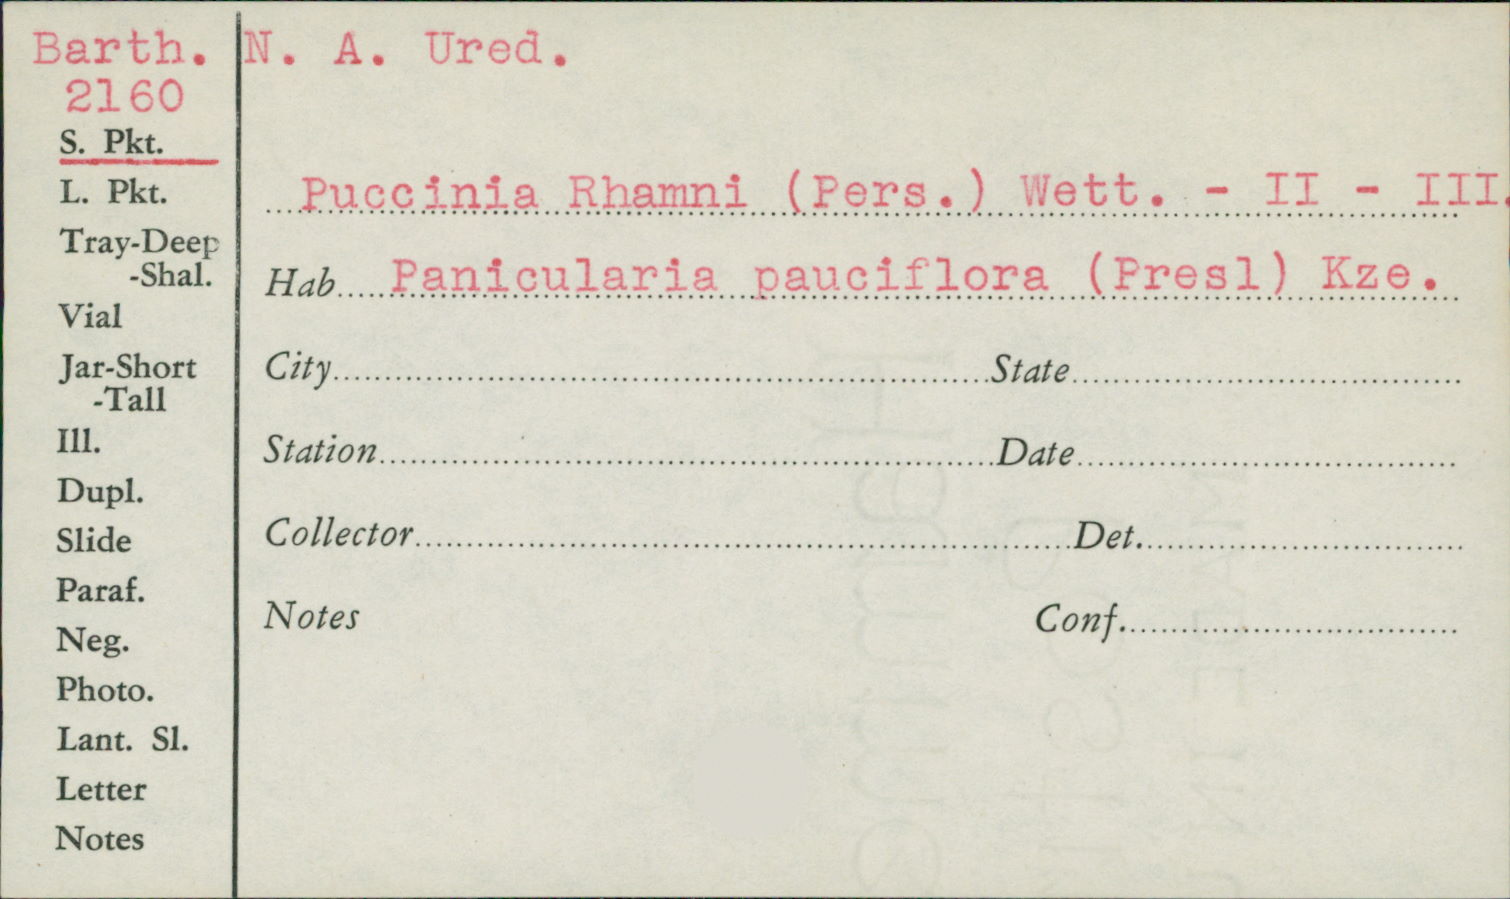 Barth. N. A. Ured.
2160
S. Pkt.
L. Pkt.
Tray-Deep
-Shal.
Vial
Jar-Short
-Tall
Ill.
Dupl.
Slide
Paraf.
Neg.
Photo.
Lant. Sl.
Letter
Notes
Puccinia Rhamni (Pers.) Wett. - II - III.
Hab. Panicularia pauciflora (Presl) Kze.
City State
Station Date
Collector Det.
Notes Conf.